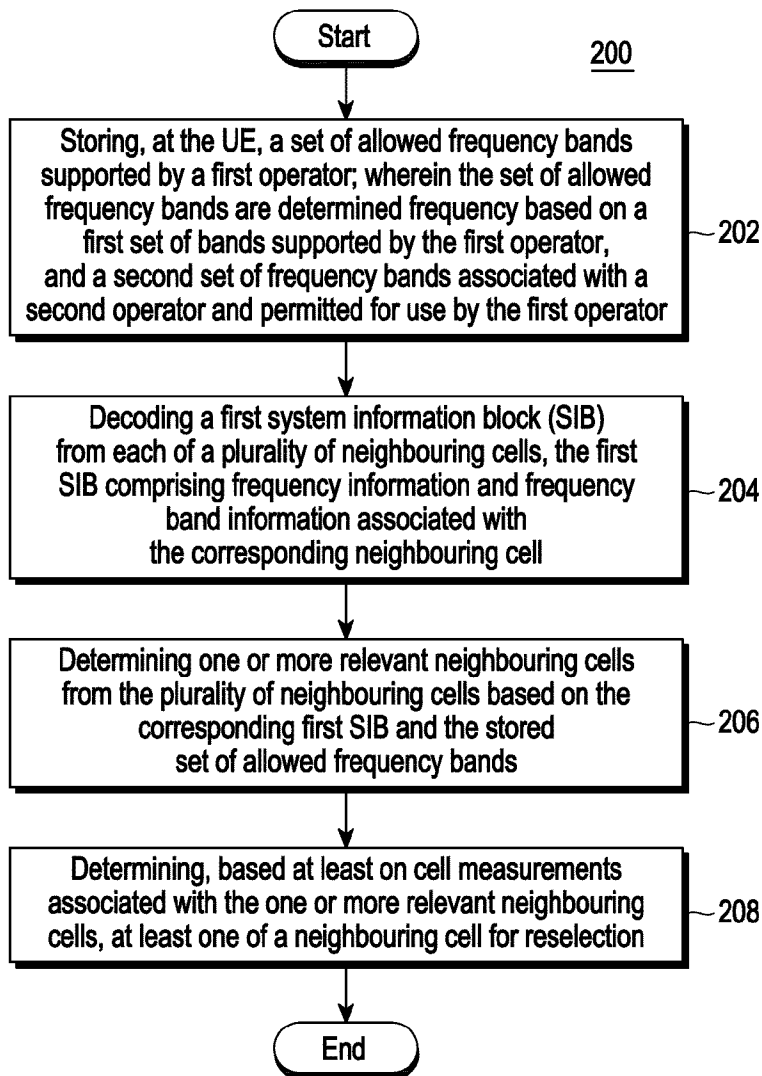 Start
200
Storing, at the UE, a set of allowed frequency bands
supported by a first operator; wherein the set of allowed
frequency bands are determined frequency based on a
first set of bands supported by the first operator,
and a second set of frequency bands associated with a
second operator and permitted for use by the first operator
202
Decoding a first system information block (SIB)
from each of a plurality of neighbouring cells, the first
SIB comprising frequency information and frequency
band information associated with
the corresponding neighbouring cell
204
Determining one or more relevant neighbouring cells
from the plurality of neighbouring cells based on the
corresponding first SIB and the stored
set of allowed frequency bands
206
Determining, based at least on cell measurements
associated with the one or more relevant neighbouring
cells, at least one of a neighbouring cell for reselection
208
End